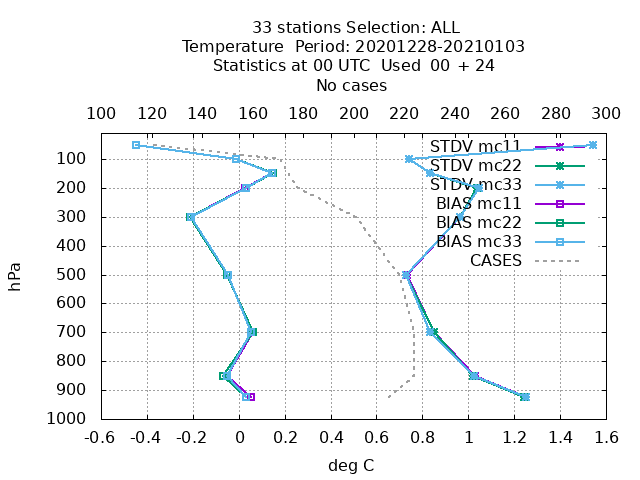 33 stations Selection: ALL
Temperature  Period: 20201228-20210103
Statistics at 00 UTC  Used  00 + 24
No cases
100 120 140 160 180 200 220 240 260 280 300
STDV mc11
100 STDV mc22
200 STDV mc33
BIAS mc11
300 BIAS mc22
400 BIAS mc33
CASES
500
600
700
800
900
1000
hPa
-0.6 -0.4 -0.2 0 0.2 0.4 0.6 0.8 1 1.2 1.4 1.6
deg C